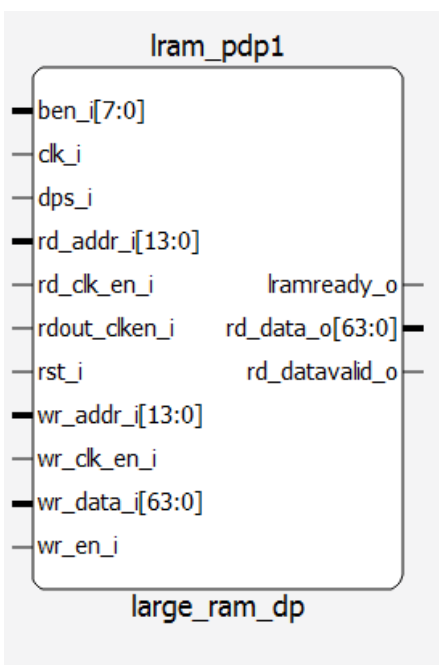 lram_pdp1
ben_i[7:0]
clk_i
dps_i
rd_addr_i[13:0]
rd_clk_en_i
lramready_o
rdout_clken_i
rd_data_o[63:0]
rst_i
rd_datavalid_o
wr_addr_i[13:0]
wr_clk_en_i
wr_data_i[63:0]
wr_en_i
large_ram_dp